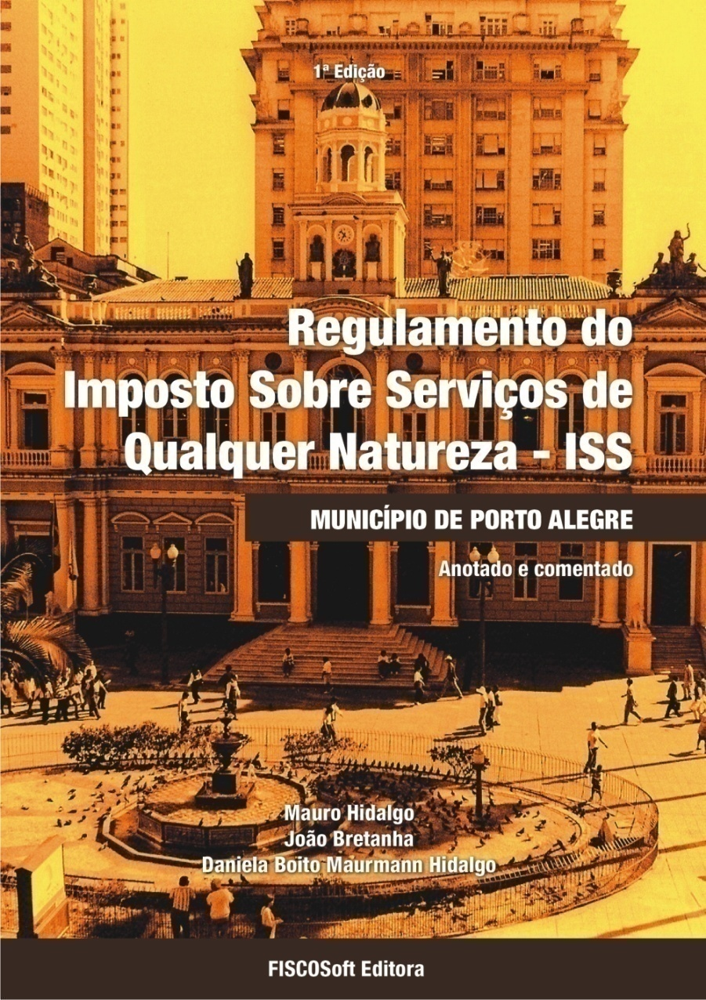 1ª Edição
Regulamento do
Imposto Sobre Serviços de
Qualquer Natureza - ISS
MUNICÍPIO DE PORTO ALEGRE
Anotado e comentado
Mauro Hidalgo
João Bretanha
Daniela Boito Maurmann Hidalgo
FISCOSoft Editora